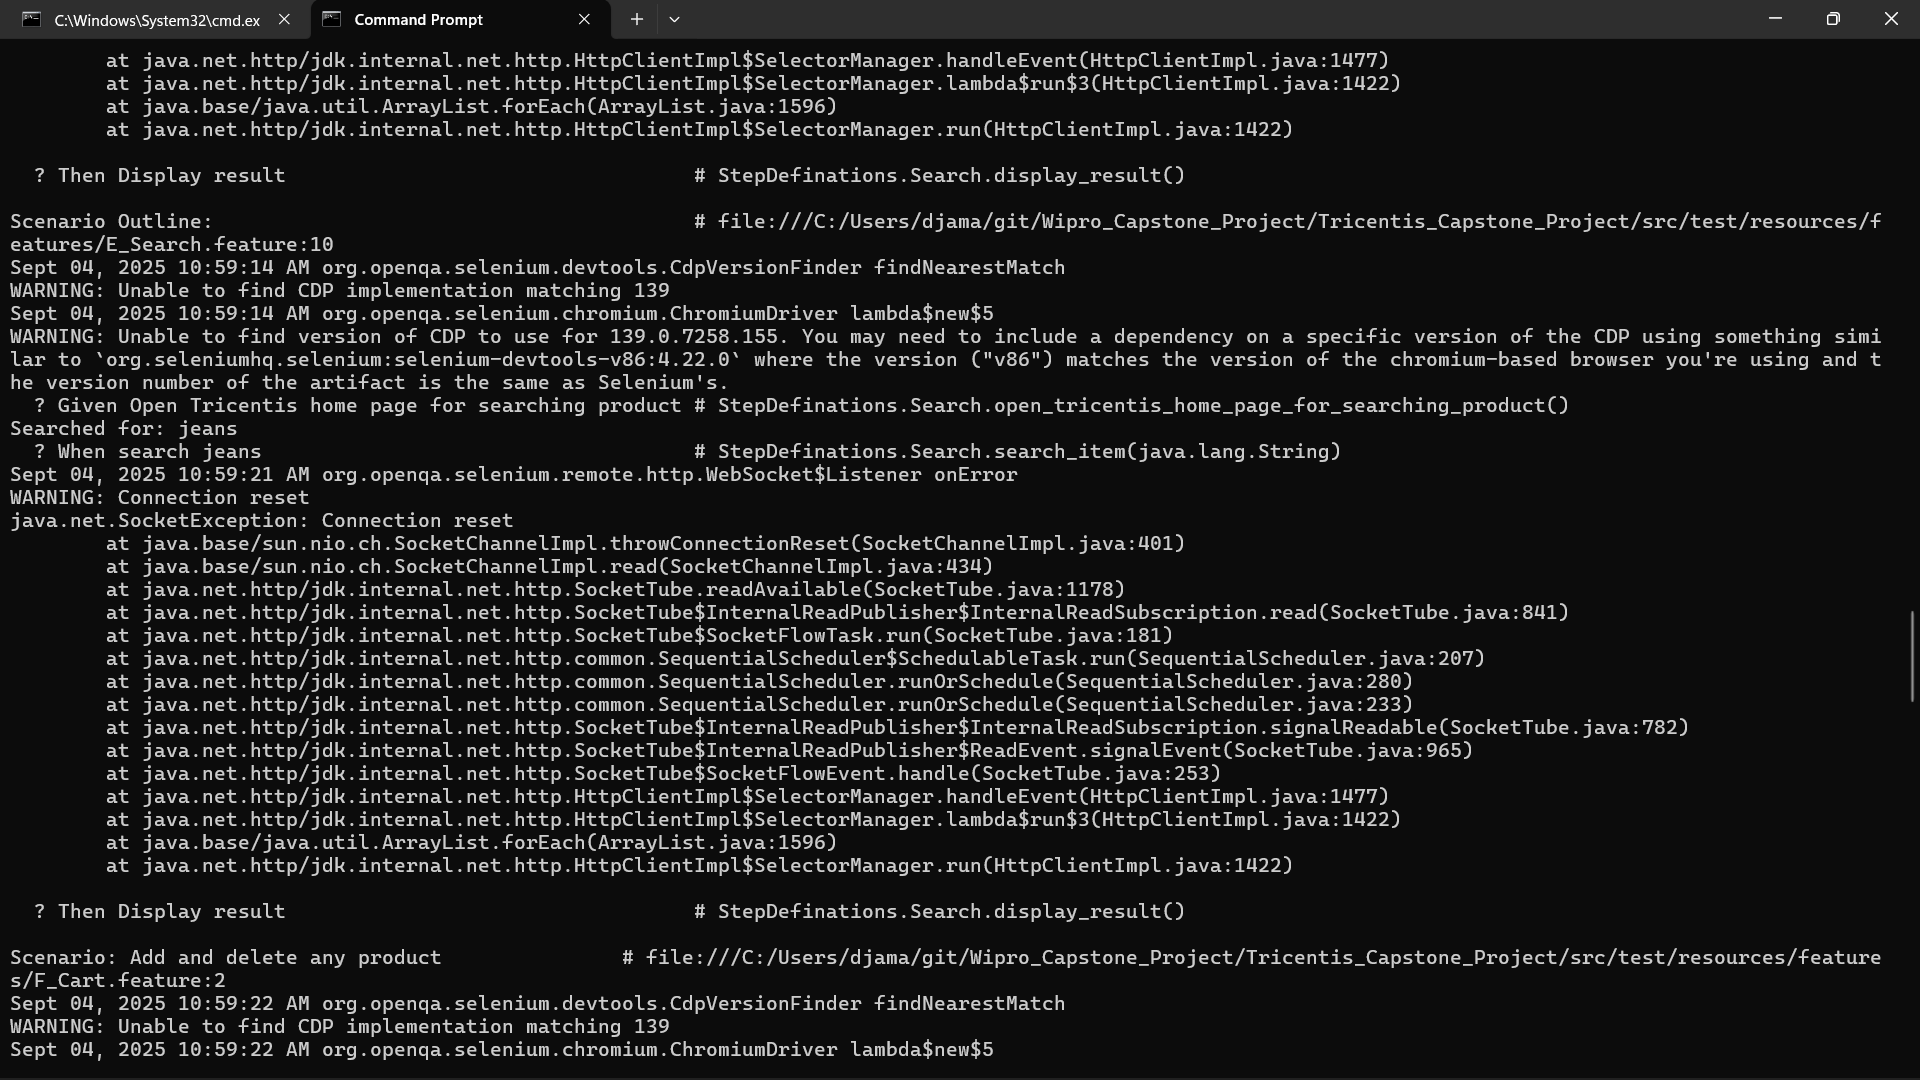 C:\Windows\System32\cmd.ex
Command Prompt
        at java.net.http/jdk.internal.net.http.HttpClientImpl$SelectorManager.handleEvent(HttpClientImpl.java:1477)
        at java.net.http/jdk.internal.net.http.HttpClientImpl$SelectorManager.lambda$run$3(HttpClientImpl.java:1422)
        at java.base/java.util.ArrayList.forEach(ArrayList.java:1596)
        at java.net.http/jdk.internal.net.http.HttpClientImpl$SelectorManager.run(HttpClientImpl.java:1422)
  ? Then Display result                                  # StepDefinations.Search.display_result()
Scenario Outline:                                        # file:///C:/Users/djama/git/Wipro_Capstone_Project/Tricentis_Capstone_Project/src/test/resources/f
eatures/E_Search.feature:10
Sept 04, 2025 10:59:14 AM org.openqa.selenium.devtools.CdpVersionFinder findNearestMatch
WARNING: Unable to find CDP implementation matching 139
Sept 04, 2025 10:59:14 AM org.openqa.selenium.chromium.ChromiumDriver lambda$new$5
WARNING: Unable to find version of CDP to use for 139.0.7258.155. You may need to include a dependency on a specific version of the CDP using something simi
lar to `org.seleniumhq.selenium:selenium-devtools-v86:4.22.0` where the version ("v86") matches the version of the chromium-based browser you're using and t
he version number of the artifact is the same as Selenium's.
  ? Given Open Tricentis home page for searching product # StepDefinations.Search.open_tricentis_home_page_for_searching_product()
Searched for: jeans
  ? When search jeans                                    # StepDefinations.Search.search_item(java.lang.String)
Sept 04, 2025 10:59:21 AM org.openqa.selenium.remote.http.WebSocket$Listener onError
WARNING: Connection reset
java.net.SocketException: Connection reset
        at java.base/sun.nio.ch.SocketChannelImpl.throwConnectionReset(SocketChannelImpl.java:401)
        at java.base/sun.nio.ch.SocketChannelImpl.read(SocketChannelImpl.java:434)
        at java.net.http/jdk.internal.net.http.SocketTube.readAvailable(SocketTube.java:1178)
        at java.net.http/jdk.internal.net.http.SocketTube$InternalReadPublisher$InternalReadSubscription.read(SocketTube.java:841)
        at java.net.http/jdk.internal.net.http.SocketTube$SocketFlowTask.run(SocketTube.java:181)
        at java.net.http/jdk.internal.net.http.common.SequentialScheduler$SchedulableTask.run(SequentialScheduler.java:207)
        at java.net.http/jdk.internal.net.http.common.SequentialScheduler.runOrSchedule(SequentialScheduler.java:280)
        at java.net.http/jdk.internal.net.http.common.SequentialScheduler.runOrSchedule(SequentialScheduler.java:233)
        at java.net.http/jdk.internal.net.http.SocketTube$InternalReadPublisher$InternalReadSubscription.signalReadable(SocketTube.java:782)
        at java.net.http/jdk.internal.net.http.SocketTube$InternalReadPublisher$ReadEvent.signalEvent(SocketTube.java:965)
        at java.net.http/jdk.internal.net.http.SocketTube$SocketFlowEvent.handle(SocketTube.java:253)
        at java.net.http/jdk.internal.net.http.HttpClientImpl$SelectorManager.handleEvent(HttpClientImpl.java:1477)
        at java.net.http/jdk.internal.net.http.HttpClientImpl$SelectorManager.lambda$run$3(HttpClientImpl.java:1422)
        at java.base/java.util.ArrayList.forEach(ArrayList.java:1596)
        at java.net.http/jdk.internal.net.http.HttpClientImpl$SelectorManager.run(HttpClientImpl.java:1422)
  ? Then Display result                                  # StepDefinations.Search.display_result()
Scenario: Add and delete any product               # file:///C:/Users/djama/git/Wipro_Capstone_Project/Tricentis_Capstone_Project/src/test/resources/feature
s/F_Cart.feature:2
Sept 04, 2025 10:59:22 AM org.openqa.selenium.devtools.CdpVersionFinder findNearestMatch
WARNING: Unable to find CDP implementation matching 139
Sept 04, 2025 10:59:22 AM org.openqa.selenium.chromium.ChromiumDriver lambda$new$5